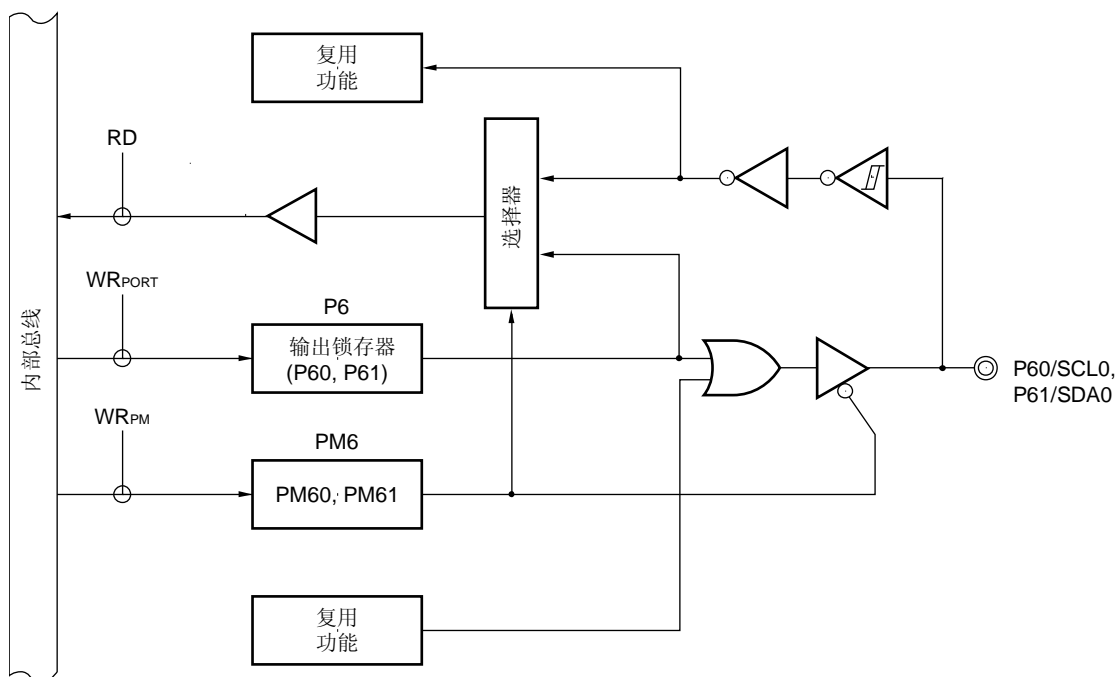 复用
功能
RD
选择器
WRPORT
P6
内部总线
输出锁存器
(P60, P61)
P60/SCL0,
P61/SDA0
WRPM
PM6
PM60, PM61
复用
功能